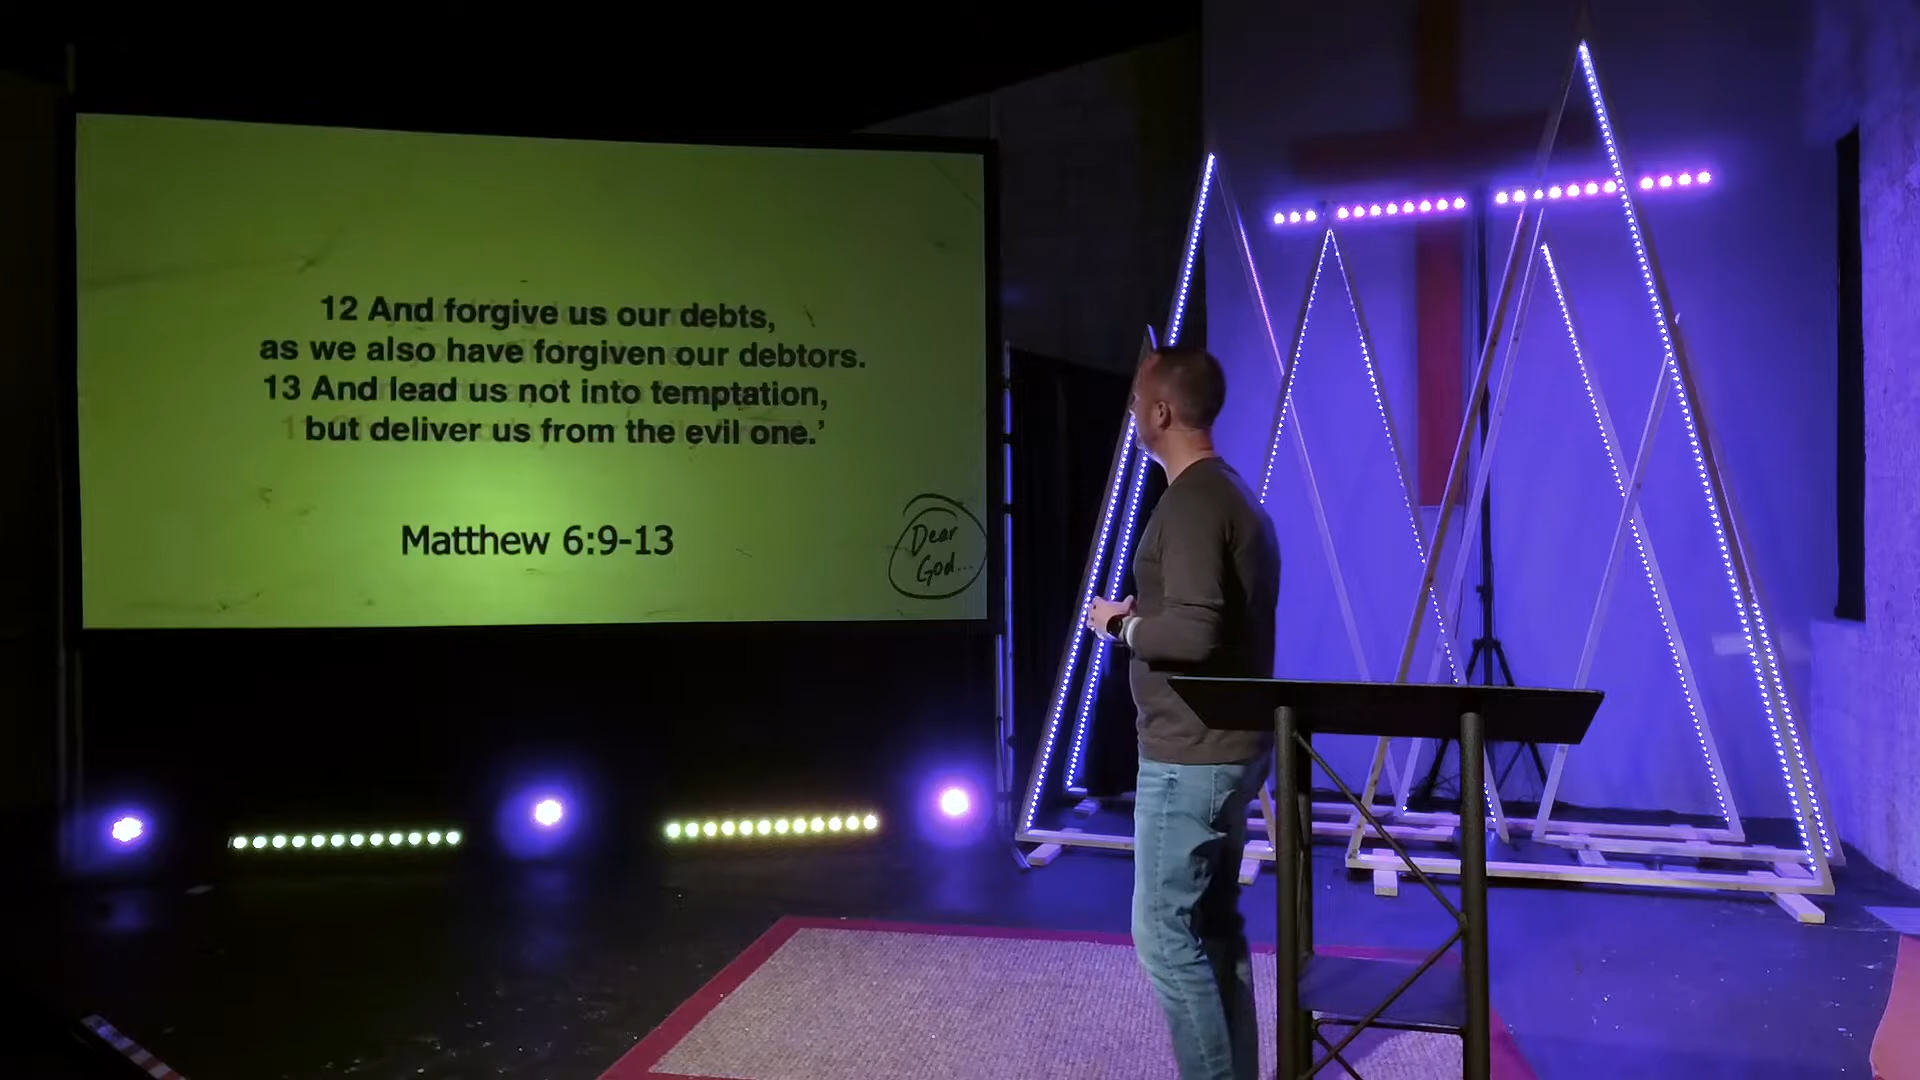 12 And forgive us our debts,
as we also have forgiven our debtors.
13 And lead us not into temptation,
but deliver us from the evil one.’
Matthew 6:9-13
Dear
God...